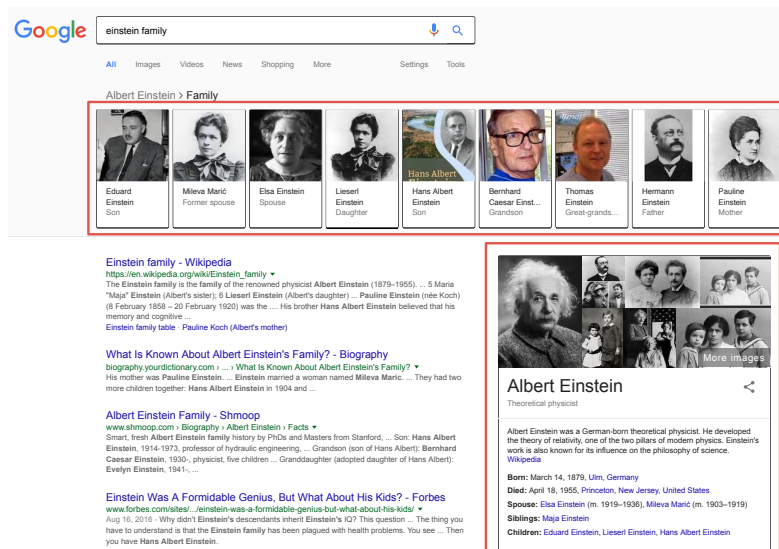 Google
einstein family
All Images Videos News Shopping More Settings Tools
Albert Einstein > Family
Hans Albert
Eduard
Einstein
Son
Mileva Marić
Former spouse
Elsa Einstein
Spouse
Lieserl
Einstein
Daughter
Hans Albert
Einstein
Son
Bernhard
Caesar Einst...
Grandson
Thomas
Einstein
Great-grands...
Hermann
Einstein
Father
Pauline
Einstein
Mother
Einstein family - Wikipedia
https://en.wikipedia.org/wiki/Einstein_family
The Einstein family is the family of the renowned physicist Albert Einstein (1879–1955). ... 5 Maria
"Maja" Einstein (Albert's sister); 6 Lieserl Einstein (Albert's daughter) ... Pauline Einstein (née Koch)
(8 February 1858 – 20 February 1920) was the .... His brother Hans Albert Einstein believed that his
memory and cognitive ...
Einstein family table · Pauline Koch (Albert's mother)
What Is Known About Albert Einstein's Family? - Biography
biography.yourdictionary.com › ... › What Is Known About Albert Einstein's Family?
His mother was Pauline Einstein. ... Einstein married a woman named Mileva Maric. ... They had two
more children together: Hans Albert Einstein in 1904 and ...
Albert Einstein Family - Shmoop
www.shmoop.com › Biography › Albert Einstein › Facts
Smart, fresh Albert Einstein family history by PhDs and Masters from Stanford, ... Son: Hans Albert
Einstein, 1914-1973, professor of hydraulic engineering, ... Grandson (son of Hans Albert): Bernhard
Caesar Einstein, 1930-, physicist, five children ... Granddaughter (adopted daughter of Hans Albert):
Evelyn Einstein, 1941-, ...
Einstein Was A Formidable Genius, But What About His Kids? - Forbes
www.forbes.com/sites/.../einstein-was-a-formidable-genius-but-what-about-his-kids/
Aug 16, 2016 - Why didn't Einstein's descendants inherit Einstein's IQ? This question ... The thing you
have to understand is that the Einstein family has been plagued with health problems. You see ... Then
you have Hans Albert Einstein.
More images
Albert Einstein
Theoretical physicist
Albert Einstein was a German-born theoretical physicist. He developed
the theory of relativity, one of the two pillars of modern physics. Einstein's
work is also known for its influence on the philosophy of science.
Wikipedia
Born: March 14, 1879, Ulm, Germany
Died: April 18, 1955, Princeton, New Jersey, United States
Spouse: Elsa Einstein (m. 1919–1936), Mileva Marić (m. 1903–1919)
Siblings: Maja Einstein
Children: Eduard Einstein, Lieserl Einstein, Hans Albert Einstein